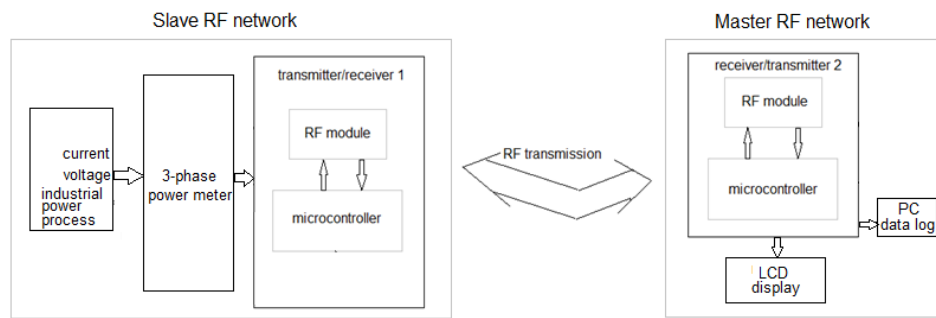 Slave RF network
Master RF network
transmitter/receiver 1
RF module
microcontroller
current
voltage
industrial
power
process
3-phase
power meter
RF transmission
receiver/transmitter 2
RF module
microcontroller
PC
data log
LCD
display